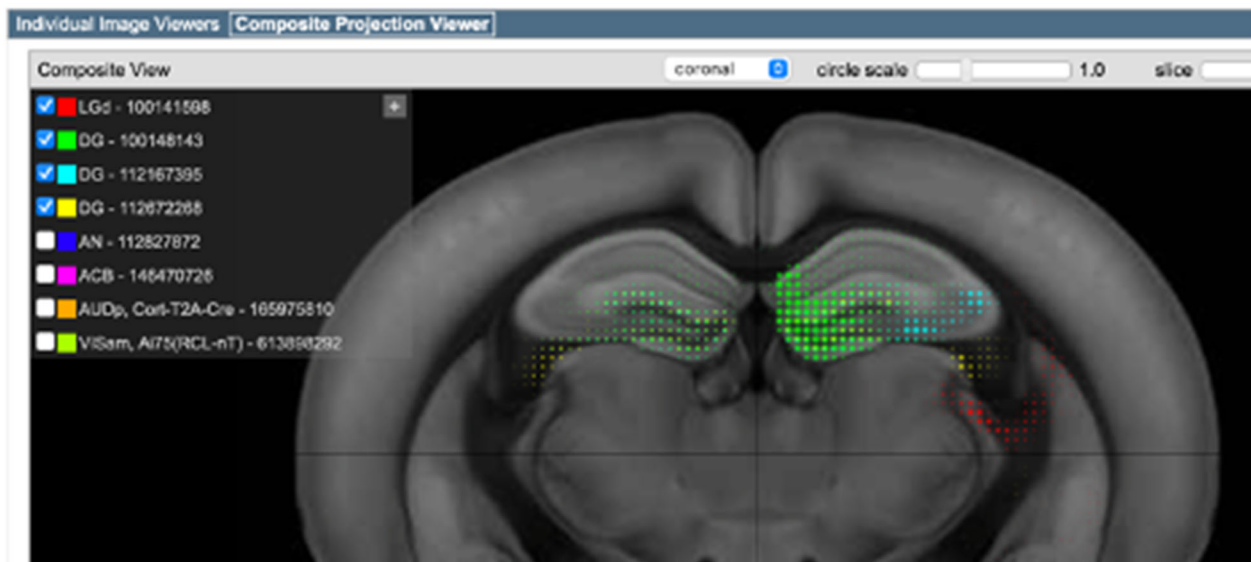 Individual Image Viewers Composite Projection Viewer
Composite View coronal circle scale 1.0 slice
LGd - 100141598 +
DG - 100148143
DG - 112167395
DG - 112672268
AN - 112827872
ACB - 146470726
AUDp, Cort-T2A-Cre - 165975810
VISam, Ai75(RCL-nT) - 613898292